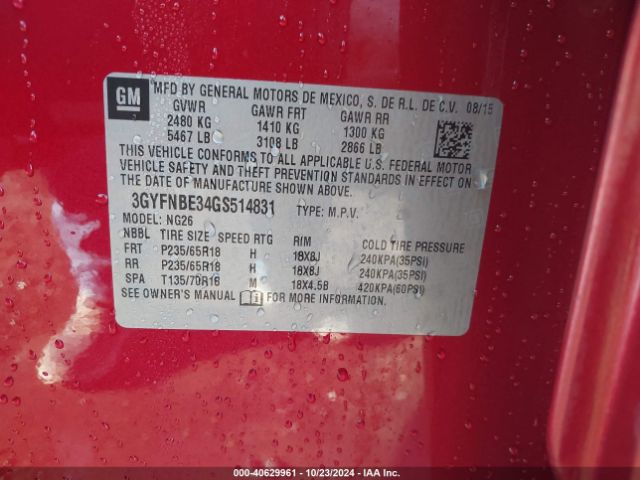 GM
MFD BY GENERAL MOTORS DE MEXICO, S. DE R.L. DE C.V. 08/15
GVWR GAWR FRT GAWR RR
2480 KG 1410 KG 1300 KG
5467 LB 3108 LB 2866 LB
THIS VEHICLE CONFORMS TO ALL APPLICABLE U.S. FEDERAL MOTOR
VEHICLE SAFETY AND THEFT PREVENTION STANDARDS IN EFFECT ON
THE DATE OF MANUFACTURE SHOWN ABOVE.
3GYFNBE34GS514831 TYPE: M.P.V.
MODEL: NG26
NBBL TIRE SIZE SPEED RTG RIM COLD TIRE PRESSURE
FRT P235/65R18 H 18X8J 240KPA(35PSI)
RR P235/65R18 H 18X8J 240KPA(35PSI)
SPA T135/70R18 M 18X4.5B 420KPA(60PSI)
SEE OWNER'S MANUAL FOR MORE INFORMATION.
000-40629961 - 10/23/2024 - IAA Inc.